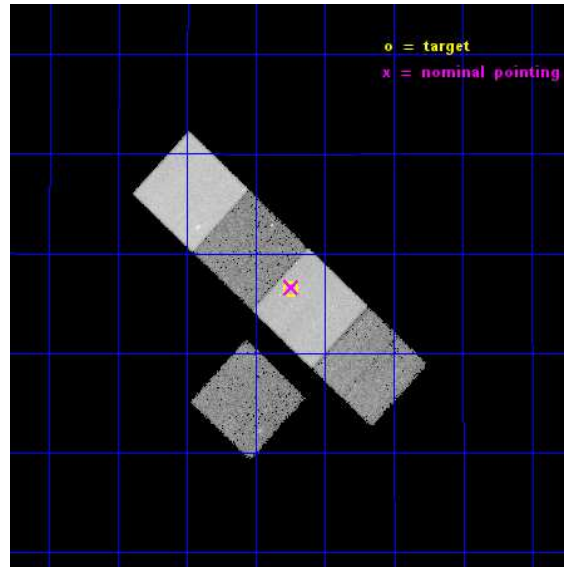 o = target
x = nominal pointing